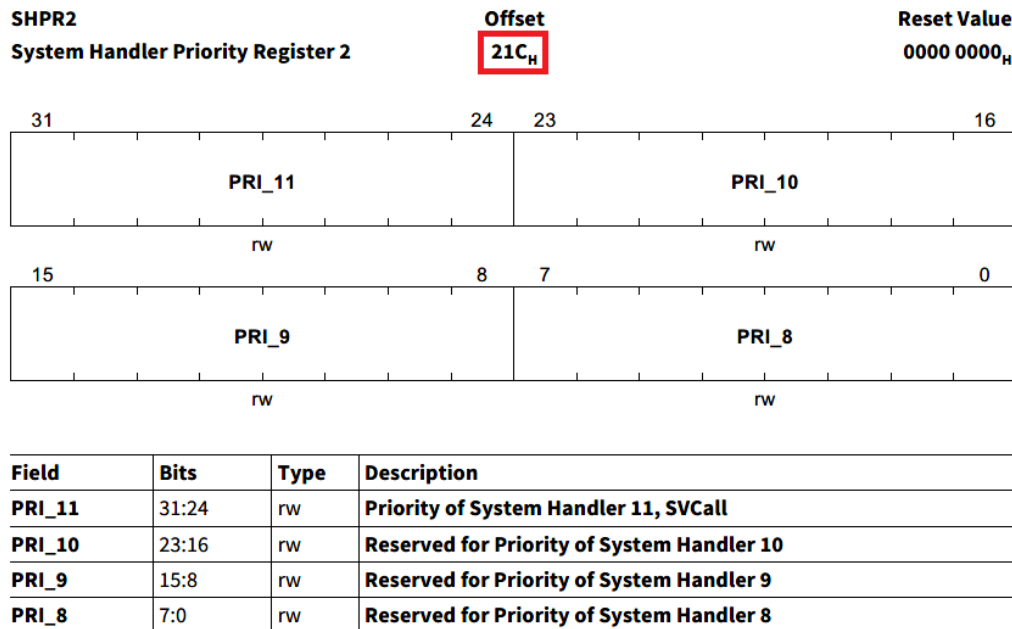 SHPR2 Offset Reset Value
System Handler Priority Register 2 21CH 0000 0000H
31 24 23 16
PRI_11 PRI_10
rw rw
15 8 7 0
PRI_9 PRI_8
rw rw
Field Bits Type Description
PRI_11 31:24 rw Priority of System Handler 11, SVCall
PRI_10 23:16 rw Reserved for Priority of System Handler 10
PRI_9 15:8 rw Reserved for Priority of System Handler 9
PRI_8 7:0 rw Reserved for Priority of System Handler 8